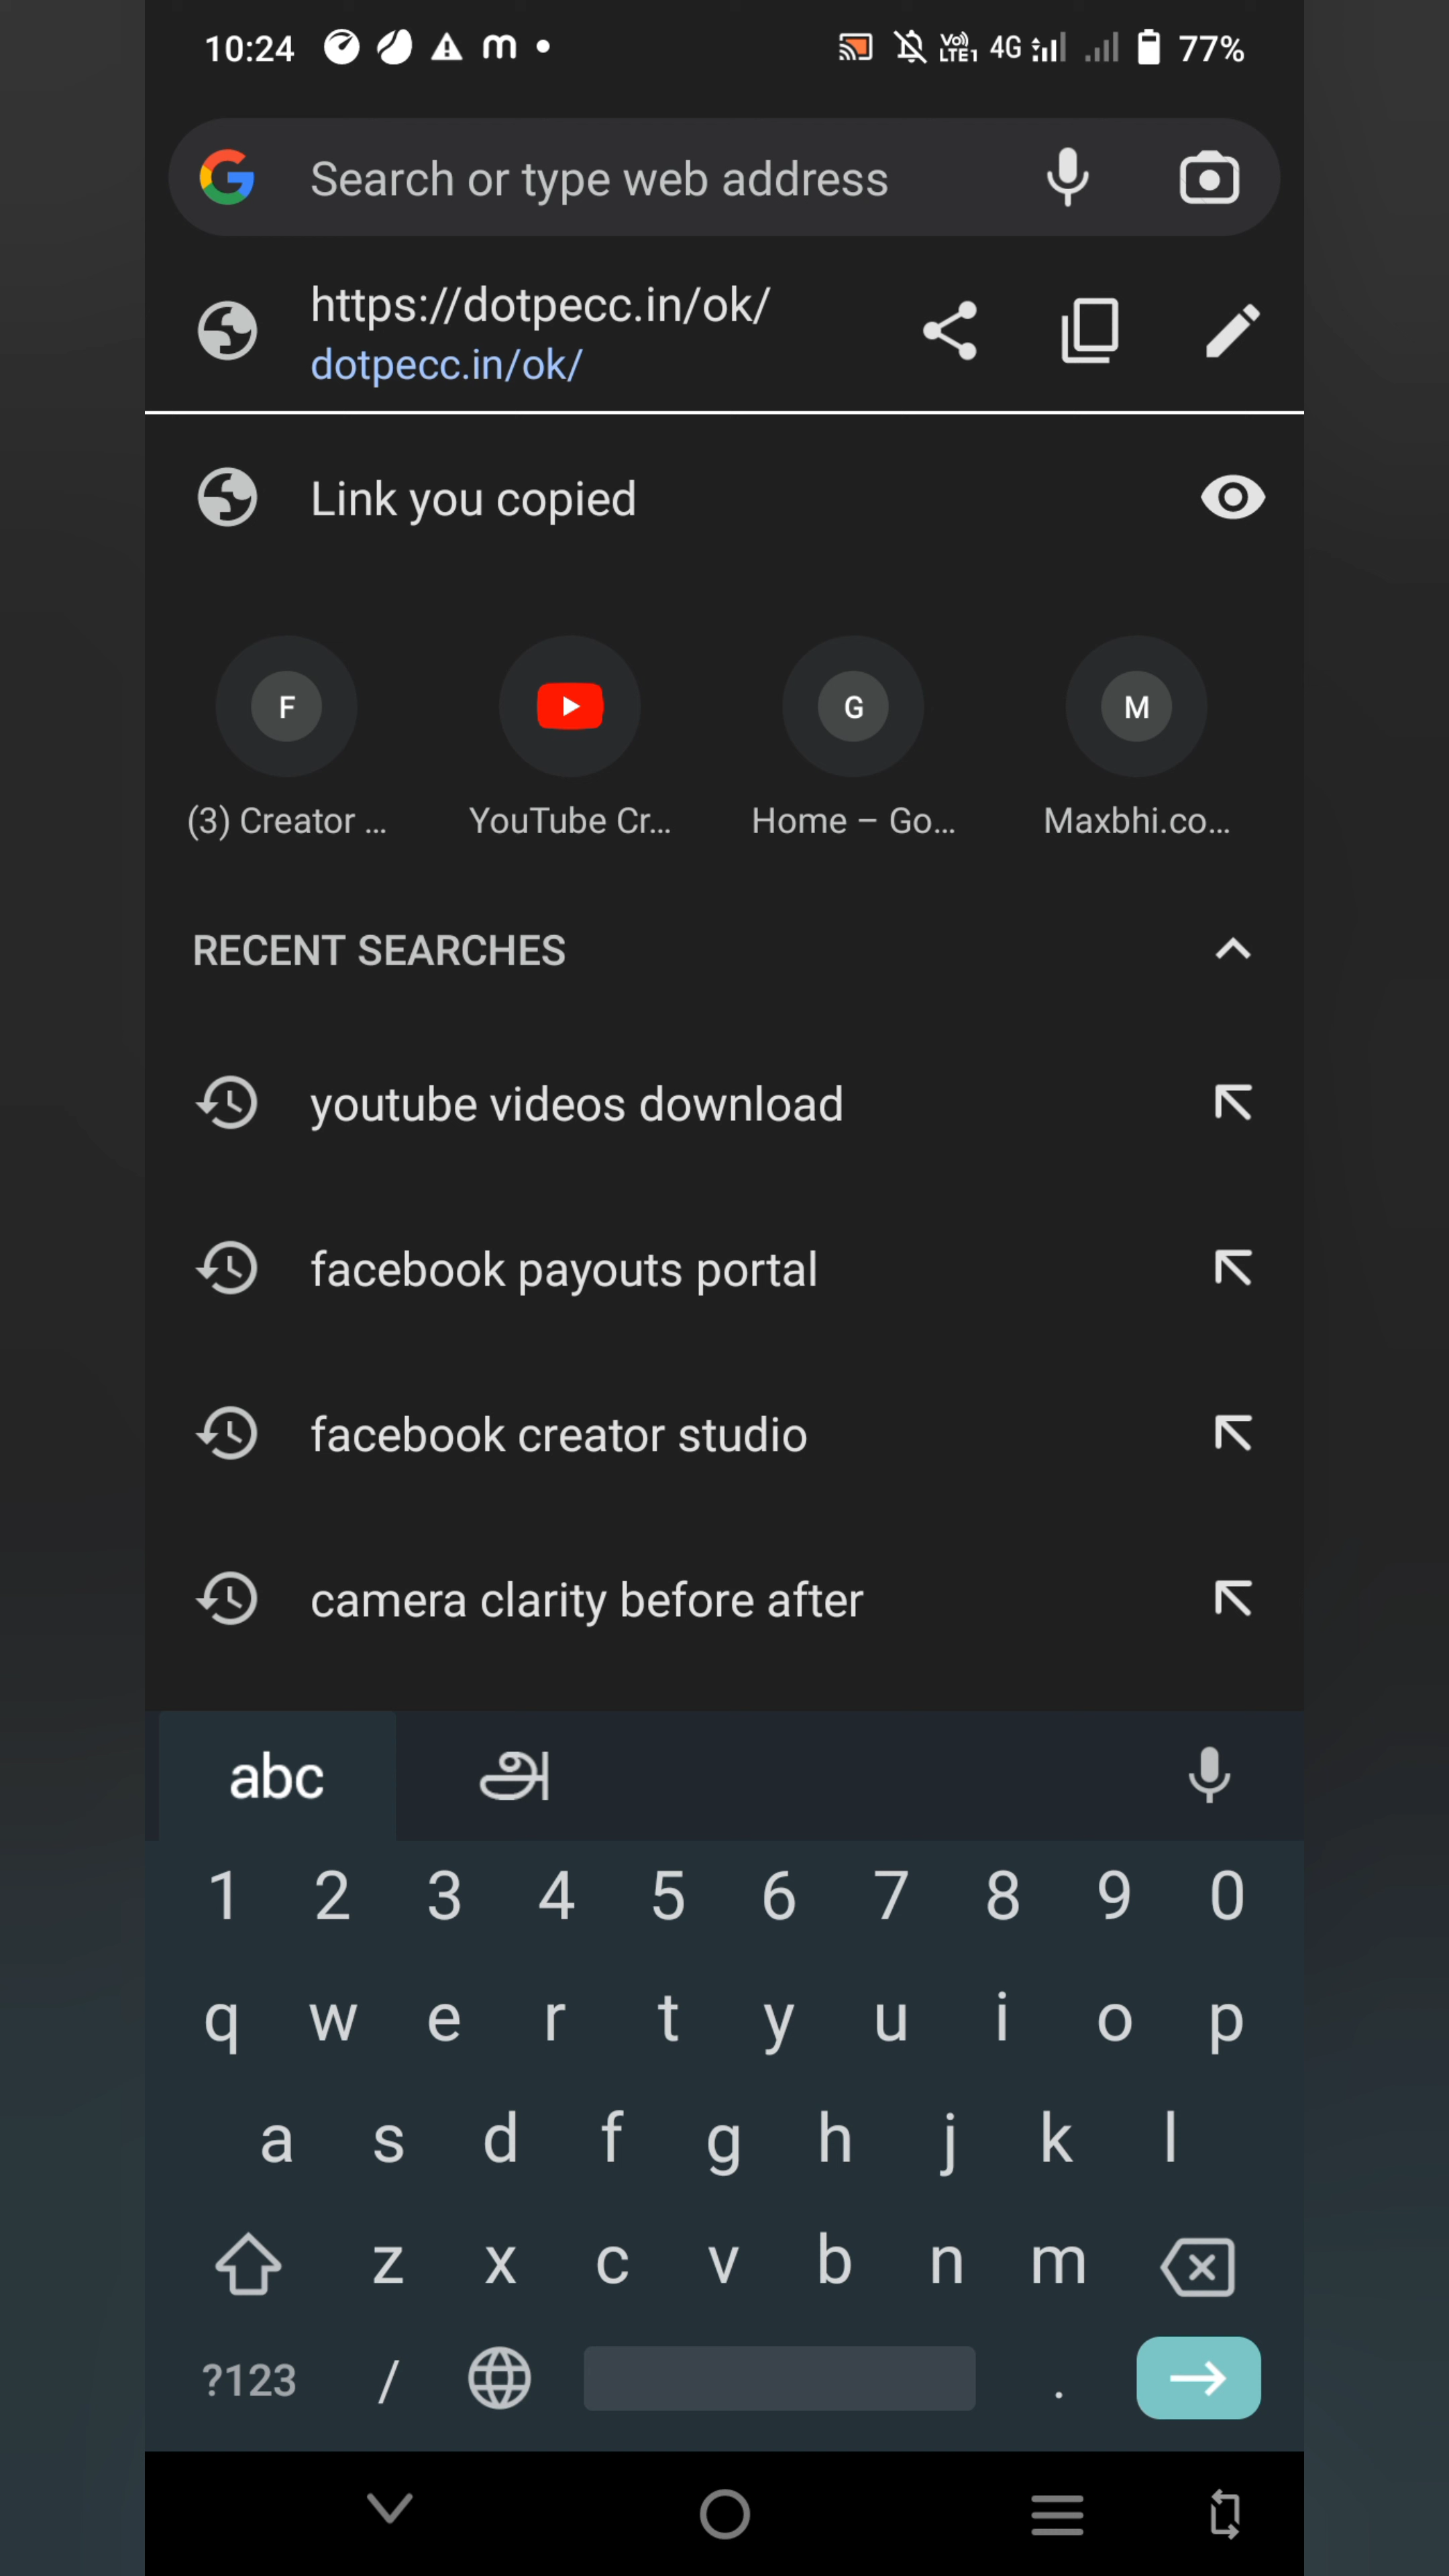 10:24 m 4G 77%
Vo)) LTE1
Search or type web address
https://dotpecc.in/ok/
dotpecc.in/ok/
Link you copied
F G M
(3) Creator ... YouTube Cr... Home – Go... Maxbhi.co...
RECENT SEARCHES
youtube videos download
facebook payouts portal
facebook creator studio
camera clarity before after
abc அ
1 2 3 4 5 6 7 8 9 0
q w e r t y u i o p
a s d f g h j k l
z x c v b n m
?123 / .